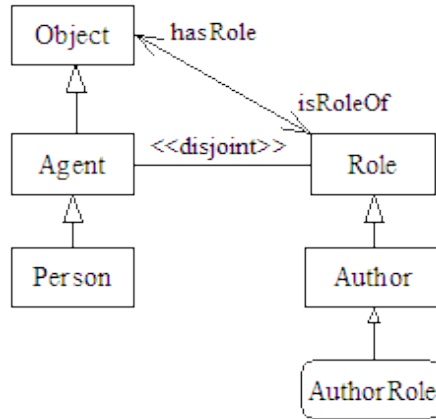 Object
hasRole
isRoleOf
Agent
<<disjoint>>
Role
Person
Author
AuthorRole